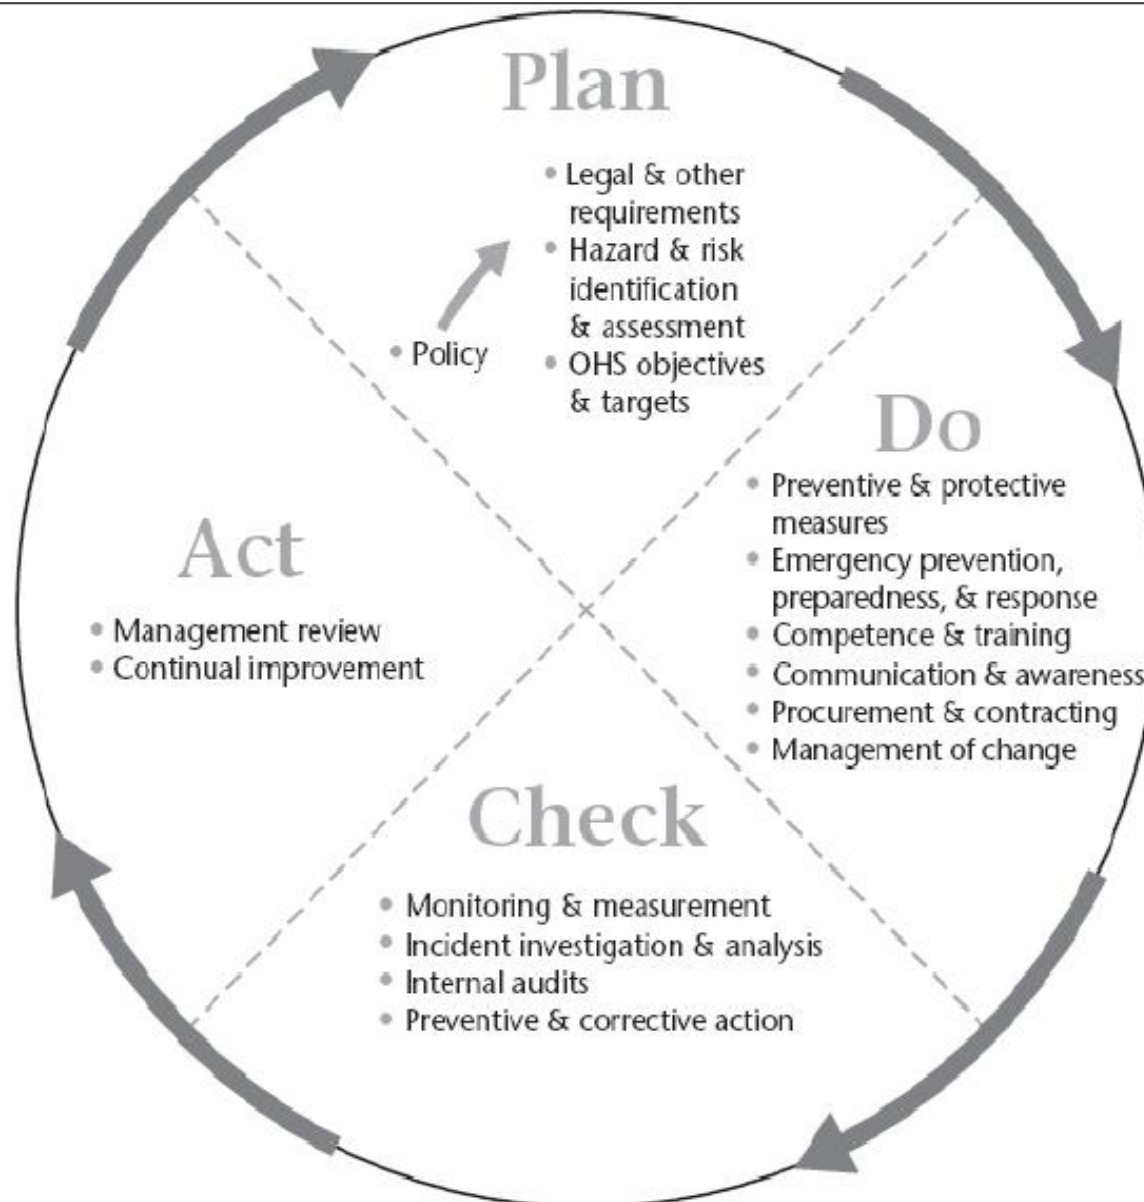 Plan
• Legal & other
requirements
• Hazard & risk
identification
& assessment
• OHS objectives
& targets
• Policy
Do
• Preventive & protective
measures
• Emergency prevention,
preparedness, & response
• Competence & training
• Communication & awareness
• Procurement & contracting
• Management of change
Check
• Monitoring & measurement
• Incident investigation & analysis
• Internal audits
• Preventive & corrective action
Act
• Management review
• Continual improvement